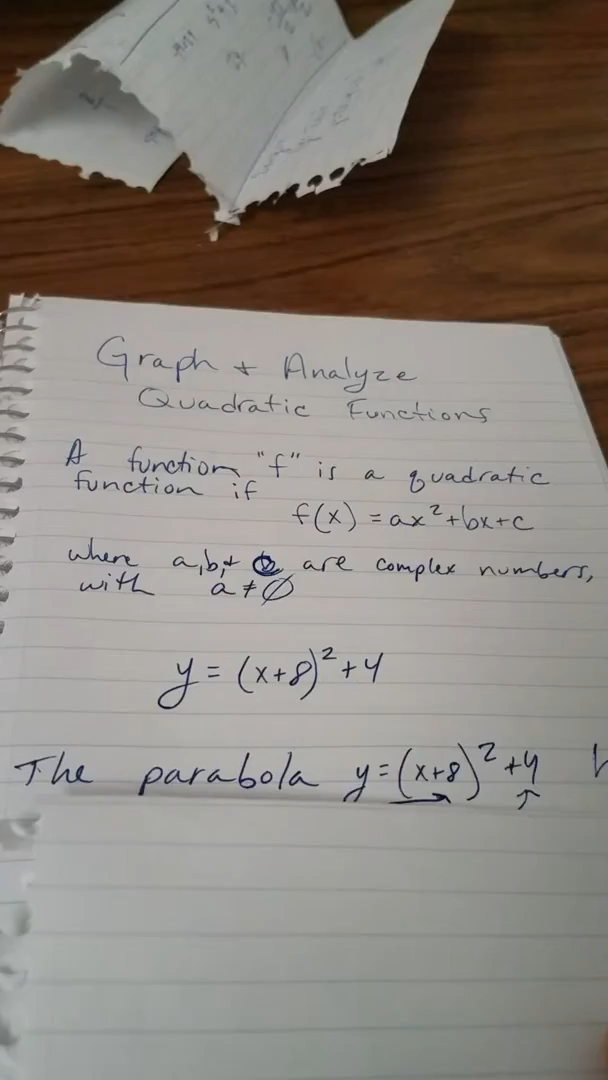 Graph + Analyze
Quadratic Functions
A function "f" is a quadratic
function if
f(x) = ax²+bx+c
where a,b,+ c are complex numbers,
with a ≠ ∅
y = (x+8)²+4
The parabola y=(x+8)²+4